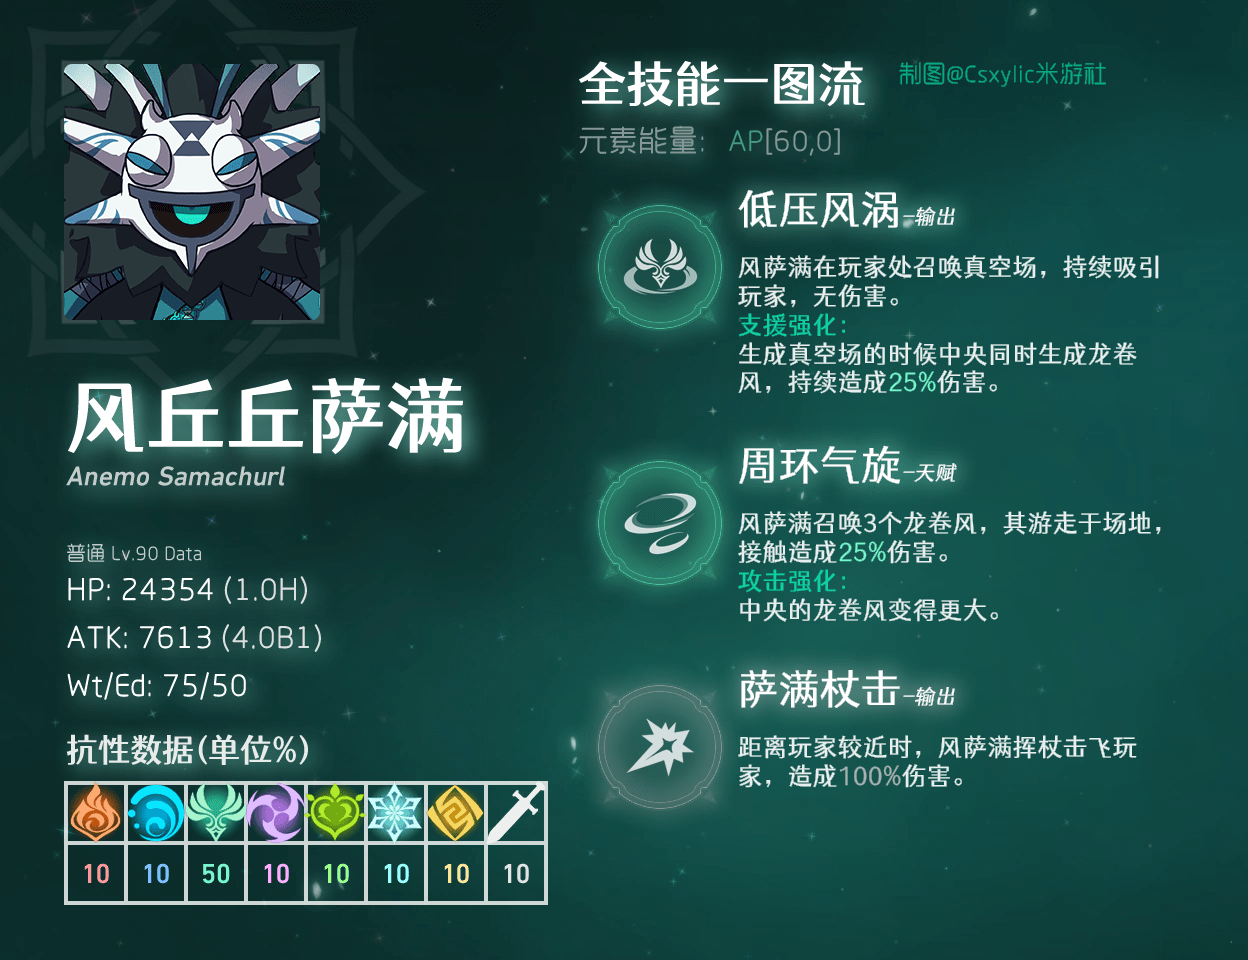 全技能一图流
制图@Csxylic米游社
元素能量: AP[60,0]
低压风涡-输出
风萨满在玩家处召唤真空场，持续吸引
玩家，无伤害。
支援强化：
生成真空场的时候中央同时生成龙卷
风，持续造成25%伤害。
风丘丘萨满
Anemo Samachurl
周环气旋-天赋
风萨满召唤3个龙卷风，其游走于场地，
接触造成25%伤害。
攻击强化：
中央的龙卷风变得更大。
普通 Lv.90 Data
HP: 24354 (1.0H)
ATK: 7613 (4.0B1)
Wt/Ed: 75/50
萨满杖击-输出
距离玩家较近时，风萨满挥杖击飞玩
家，造成100%伤害。
抗性数据(单位%)
10 10 50 10 10 10 10 10